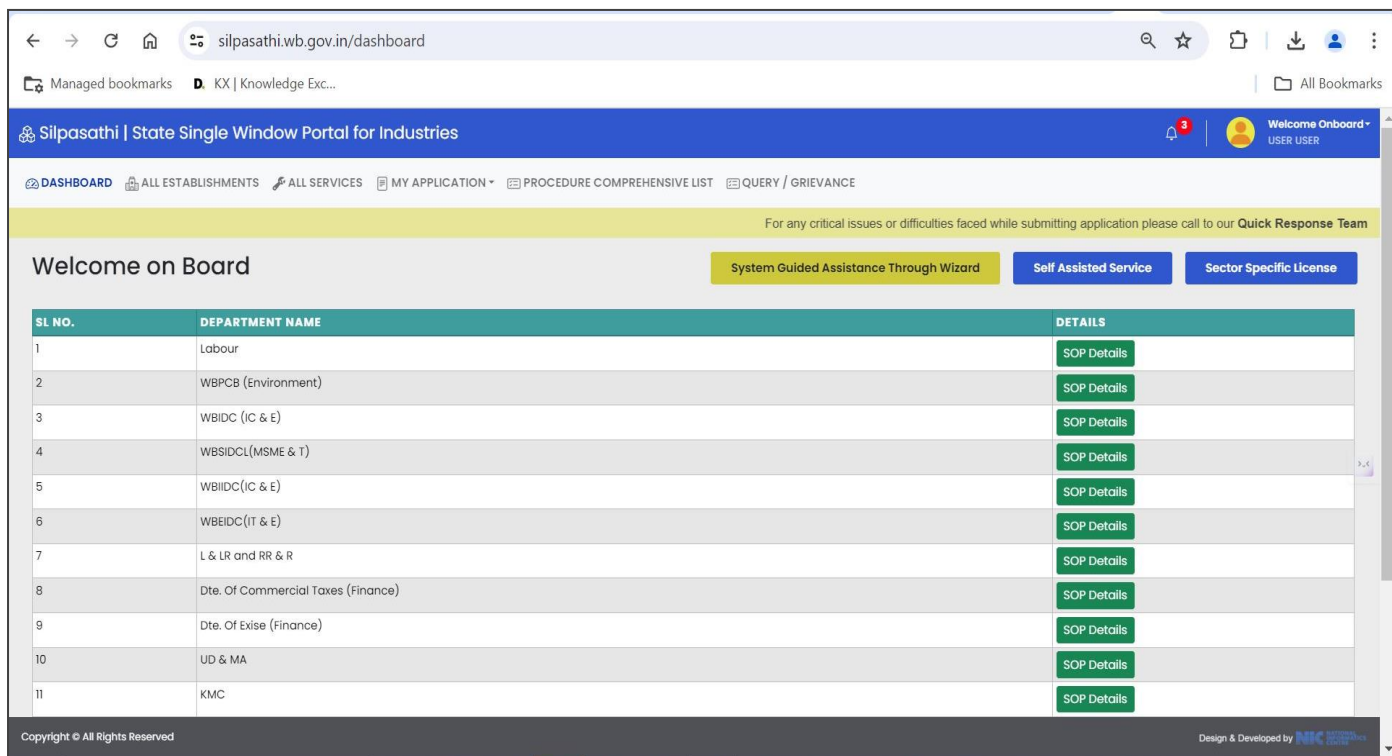 silpasathi.wb.gov.in/dashboard
Managed bookmarks D. KX | Knowledge Exc... All Bookmarks
Silpasathi | State Single Window Portal for Industries 3 Welcome Onboard
USER USER
DASHBOARD ALL ESTABLISHMENTS ALL SERVICES MY APPLICATION PROCEDURE COMPREHENSIVE LIST QUERY / GRIEVANCE
For any critical issues or difficulties faced while submitting application please call to our Quick Response Team
Welcome on Board System Guided Assistance Through Wizard Self Assisted Service Sector Specific License
SL NO. DEPARTMENT NAME DETAILS
1 Labour SOP Details
2 WBPCB (Environment) SOP Details
3 WBIDC (IC & E) SOP Details
4 WBSIDCL(MSME & T) SOP Details
5 WBIIDC(IC & E) SOP Details
6 WBEIDC(IT & E) SOP Details
7 L & LR and RR & R SOP Details
8 Dte. Of Commercial Taxes (Finance) SOP Details
9 Dte. Of Exise (Finance) SOP Details
10 UD & MA SOP Details
11 KMC SOP Details
Copyright © All Rights Reserved Design & Developed by NIC NATIONAL INFORMATICS CENTRE